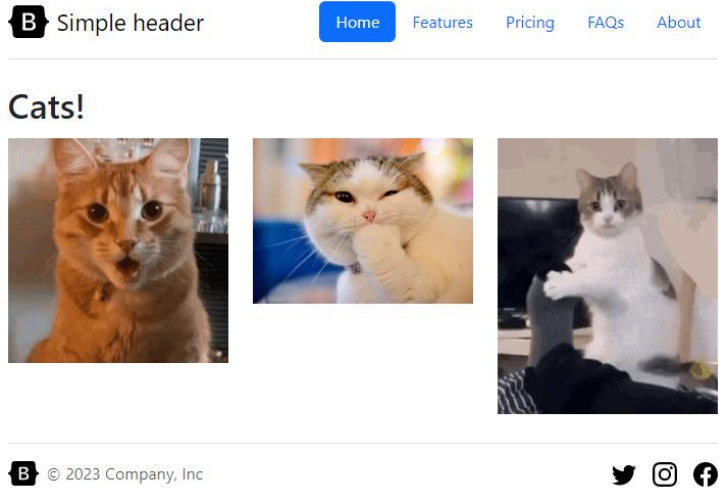 B Simple header Home Features Pricing FAQs About
Cats!
B © 2023 Company, Inc